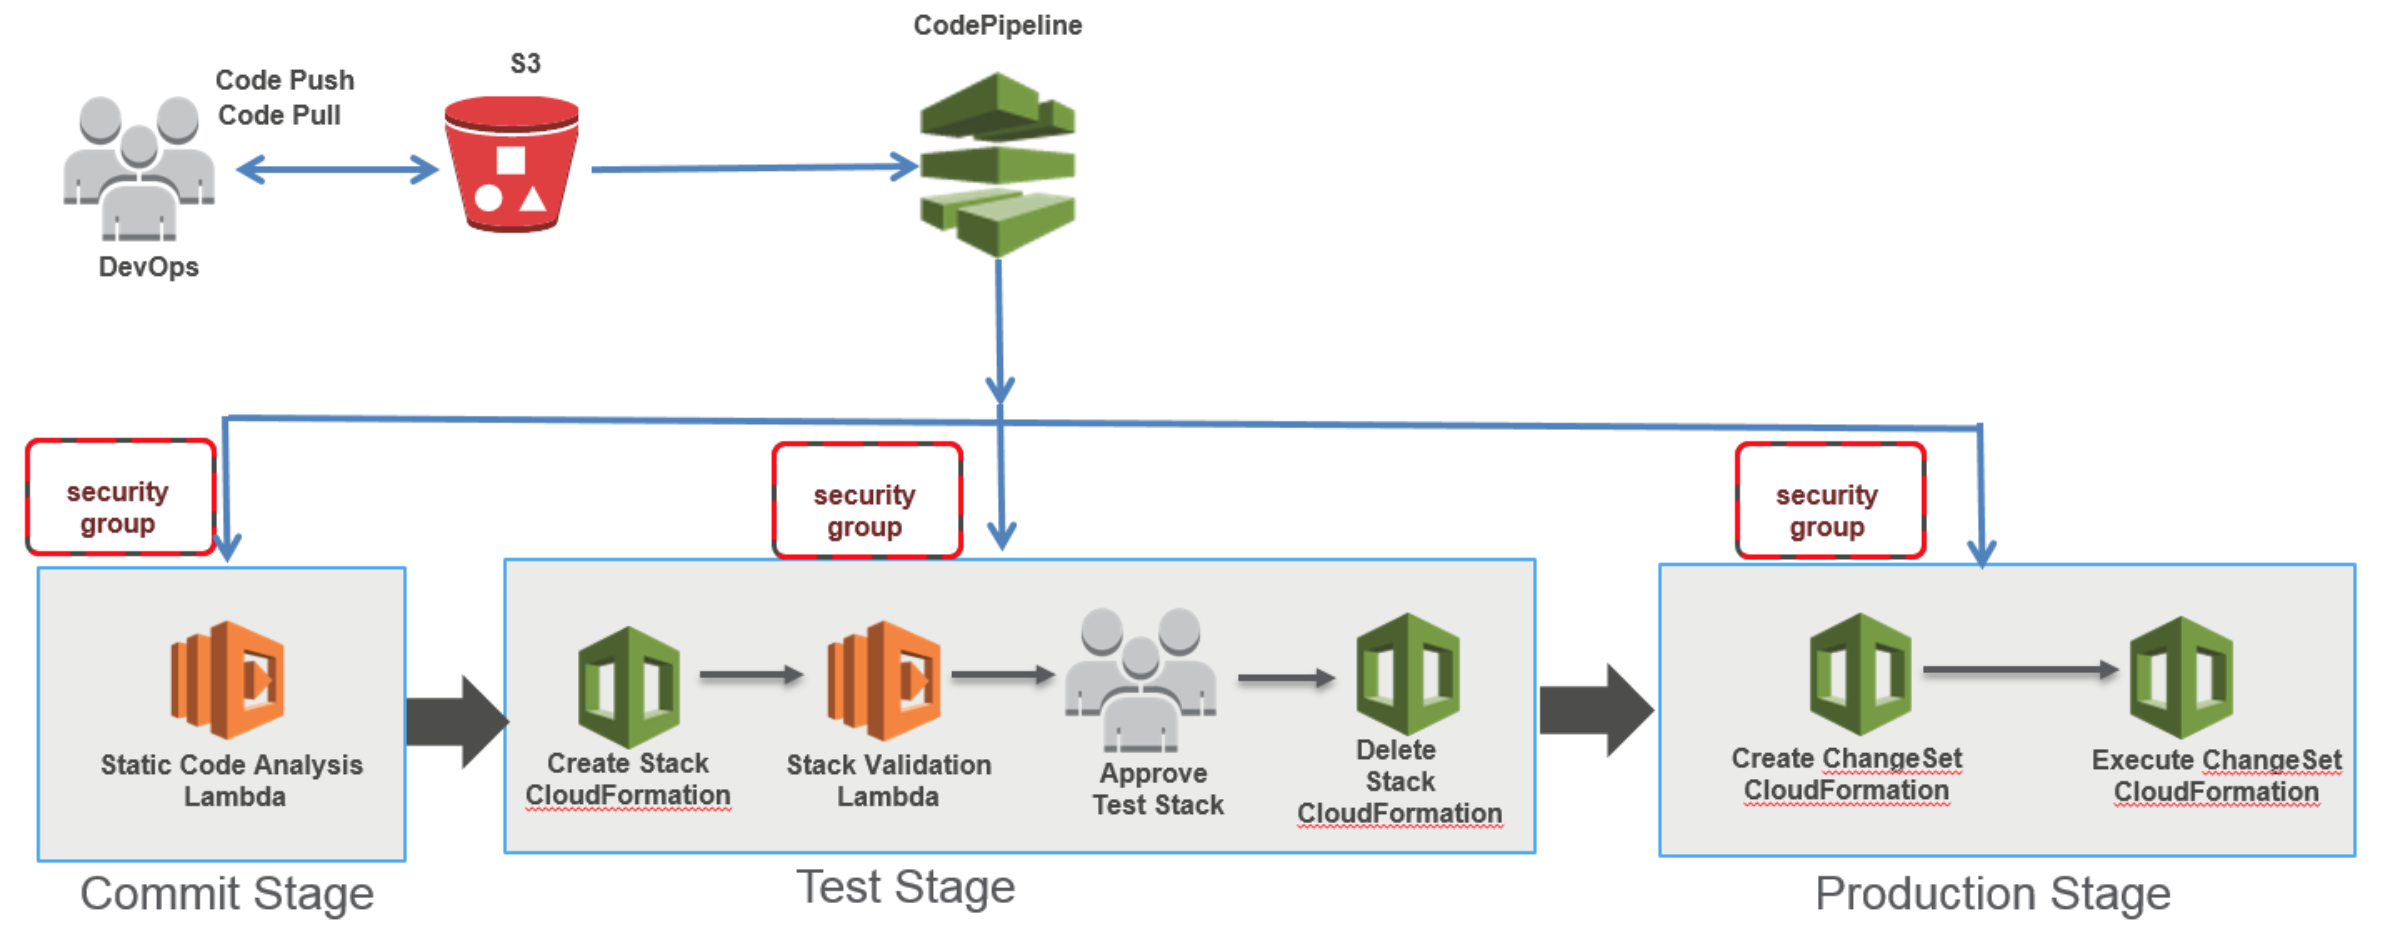 CodePipeline
S3
Code Push
Code Pull
DevOps
security
group
security
group
security
group
Static Code Analysis
Lambda
Create Stack
CloudFormation
Stack Validation
Lambda
Approve
Test Stack
Delete
Stack
CloudFormation
Create ChangeSet
CloudFormation
Execute ChangeSet
CloudFormation
Commit Stage
Test Stage
Production Stage